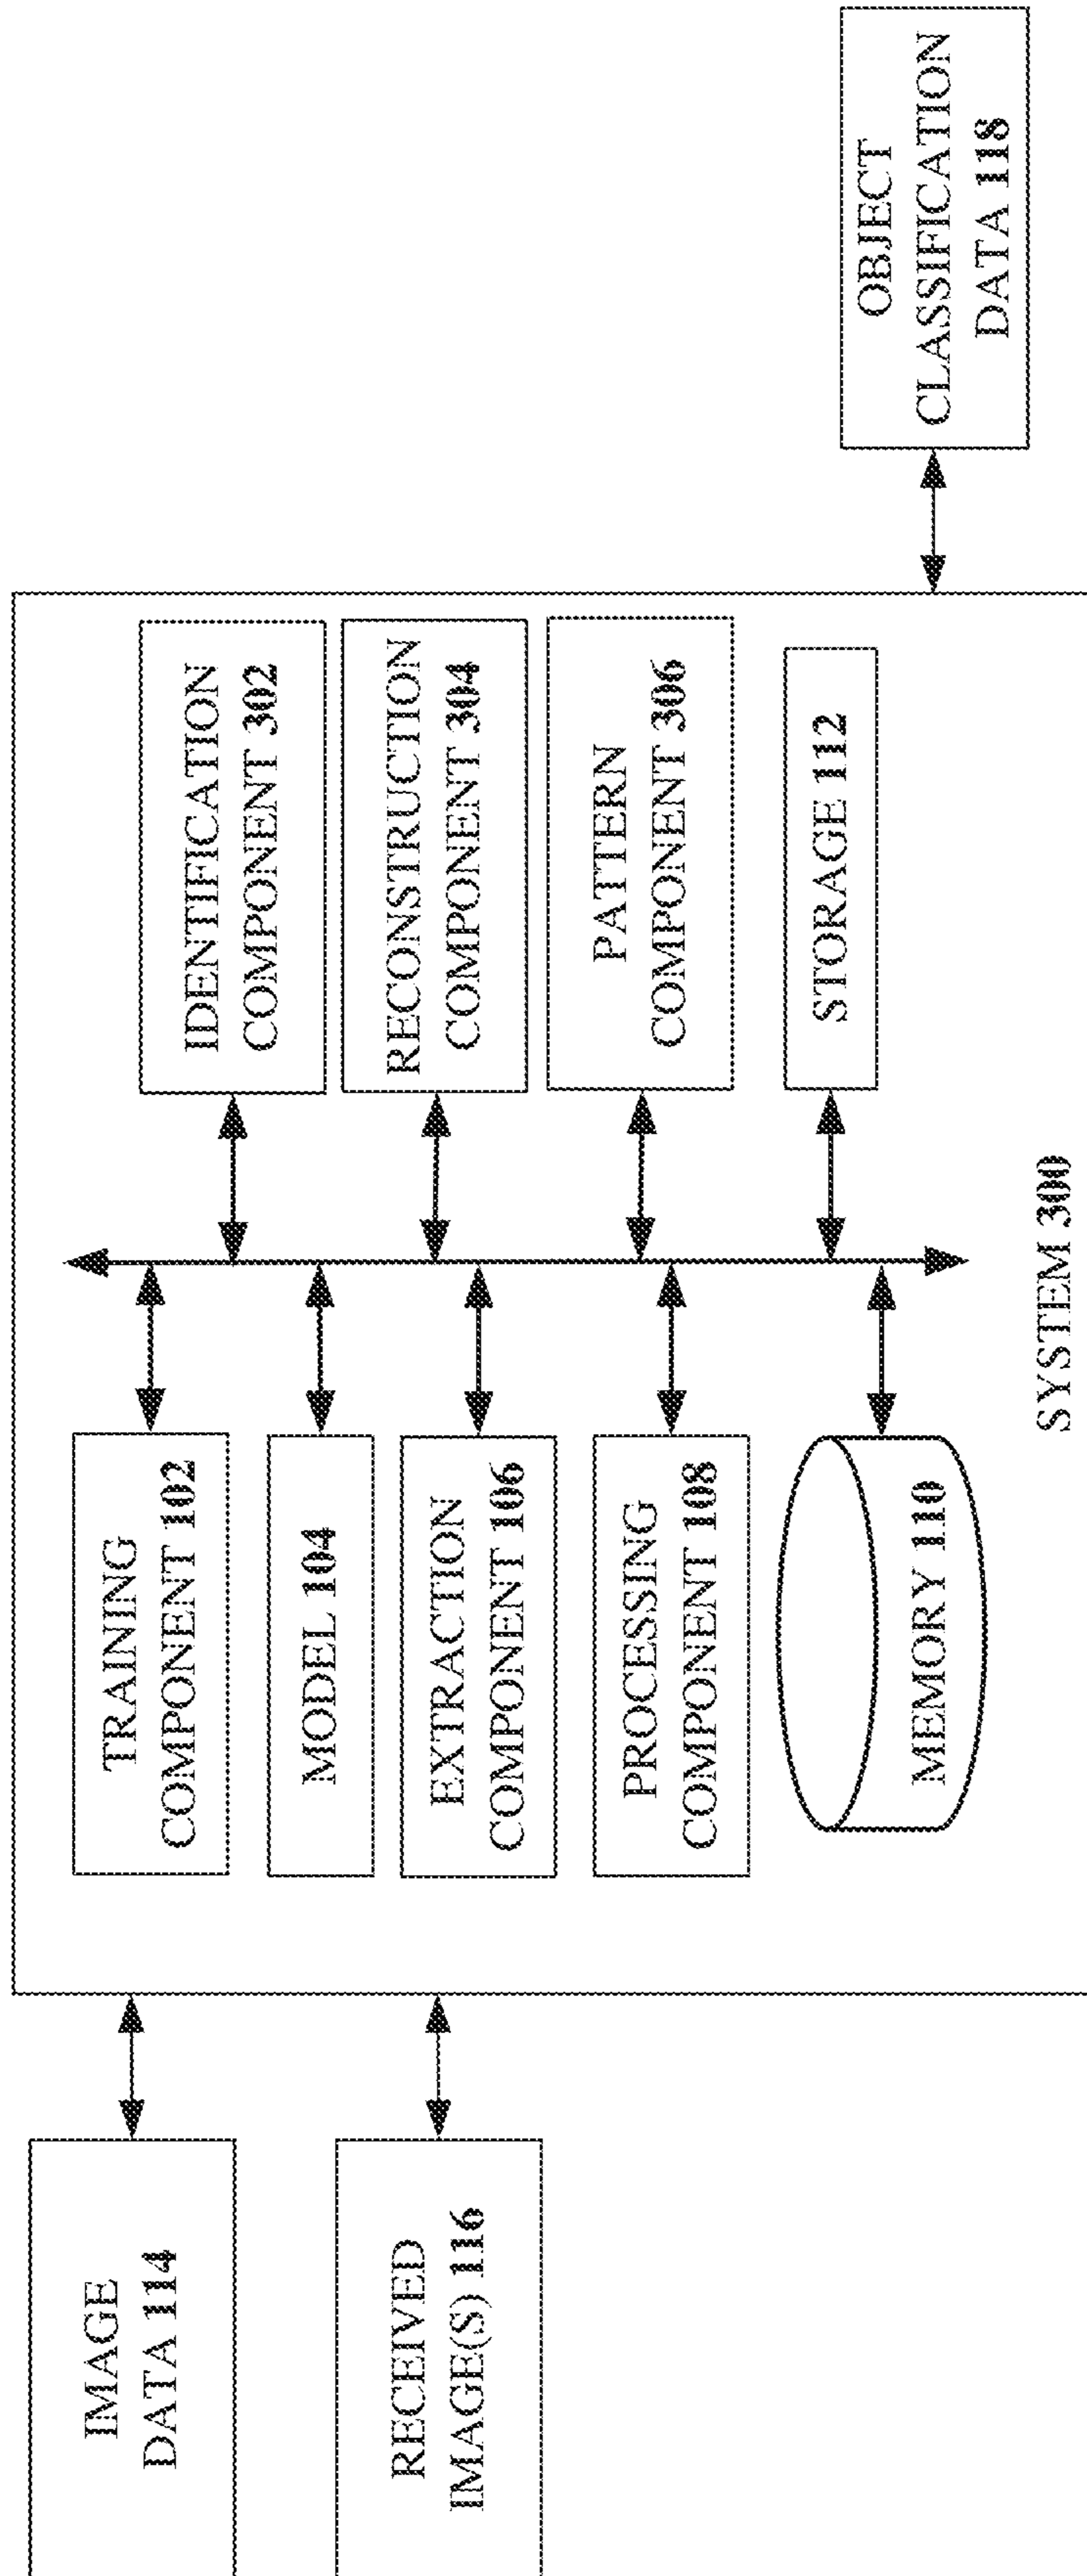 IMAGE
DATA 114
RECEIVED
IMAGE(S) 116
TRAINING
COMPONENT 102
MODEL 104
EXTRACTION
COMPONENT 106
PROCESSING
COMPONENT 108
MEMORY 110
IDENTIFICATION
COMPONENT 302
RECONSTRUCTION
COMPONENT 304
PATTERN
COMPONENT 306
STORAGE 112
SYSTEM 300
OBJECT
CLASSIFICATION
DATA 118